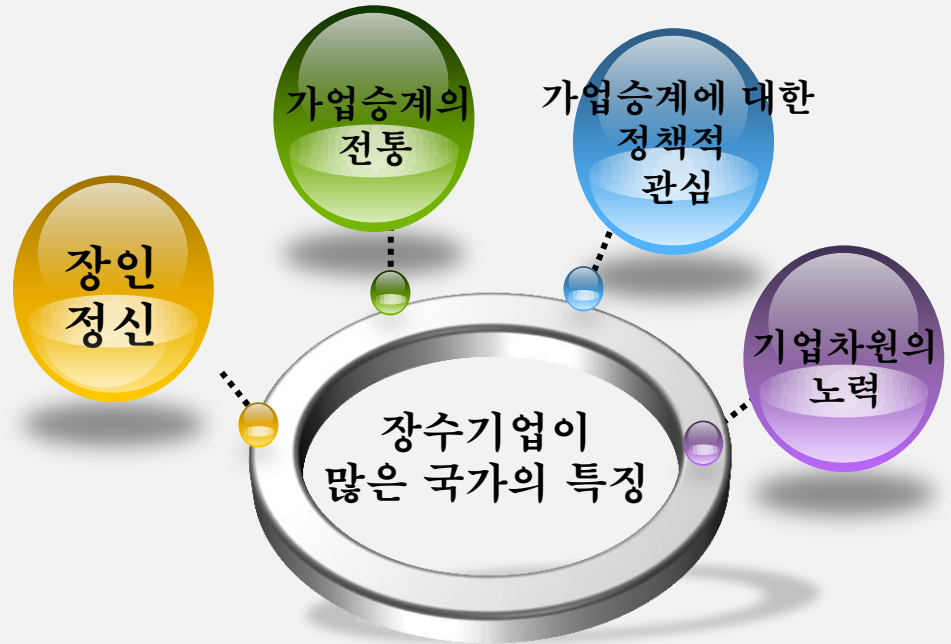 가업승계의
전통
가업승계에 대한
정책적
관심
장인
정신
기업차원의
노력
장수기업이
많은 국가의 특징